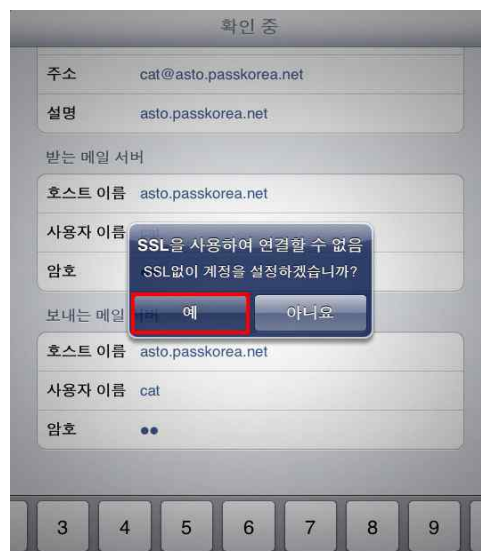 확인 중
주소 cat@asto.passkorea.net
설명 asto.passkorea.net
받는 메일 서버
호스트 이름 asto.passkorea.net
사용자 이름
SSL을 사용하여 연결할 수 없음
암호
SSL없이 계정을 설정하겠습니까?
예 아니요
보내는 메일
호스트 이름 asto.passkorea.net
사용자 이름 cat
암호 ●●
3 4 5 6 7 8 9